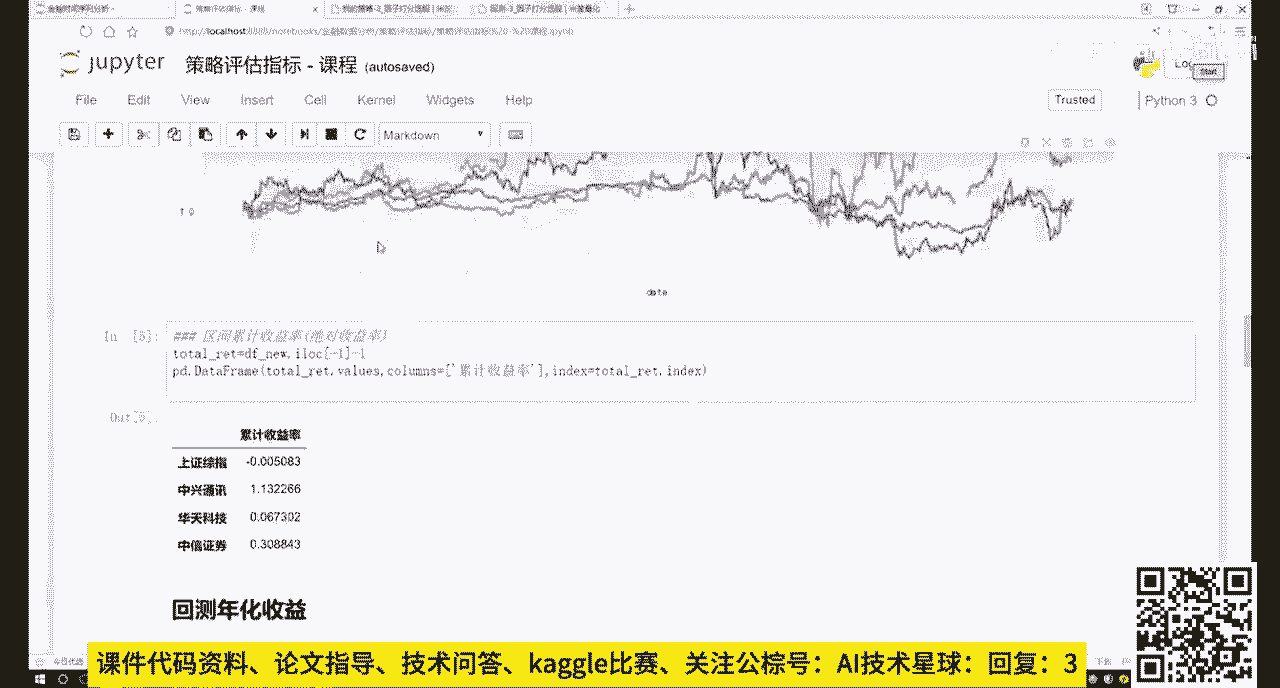 jupyter 策略评估指标 - 课程 (autosaved)
File Edit View Insert Cell Kernel Widgets Help
Trusted
Python 3
Start
Markdown
date
In [5]:
### 区间累计收益率(绝对收益率)
total_ret=df_new.iloc[-1]-1
pd.DataFrame(total_ret.values,columns=['累计收益率'],index=total_ret.index)
Out[5]:
累计收益率
上证综指 -0.005083
中兴通讯 1.132266
华天科技 0.067302
中信证券 0.308843
回测年化收益
课件代码资料、论文指导、技术问答、kaggle比赛、关注公棕号：AI技术星球：回复：3